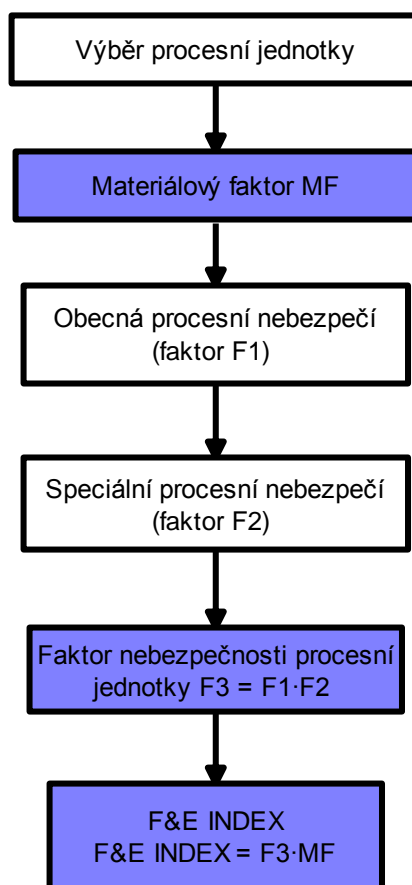 Výběr procesní jednotky
Materiálový faktor MF
Obecná procesní nebezpečí
(faktor F1)
Speciální procesní nebezpečí
(faktor F2)
Faktor nebezpečnosti procesní
jednotky F3 = F1·F2
F&E INDEX
F&E INDEX = F3·MF